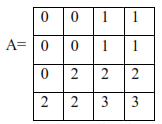 A=
0 0 1 1
0 0 1 1
0 2 2 2
2 2 3 3